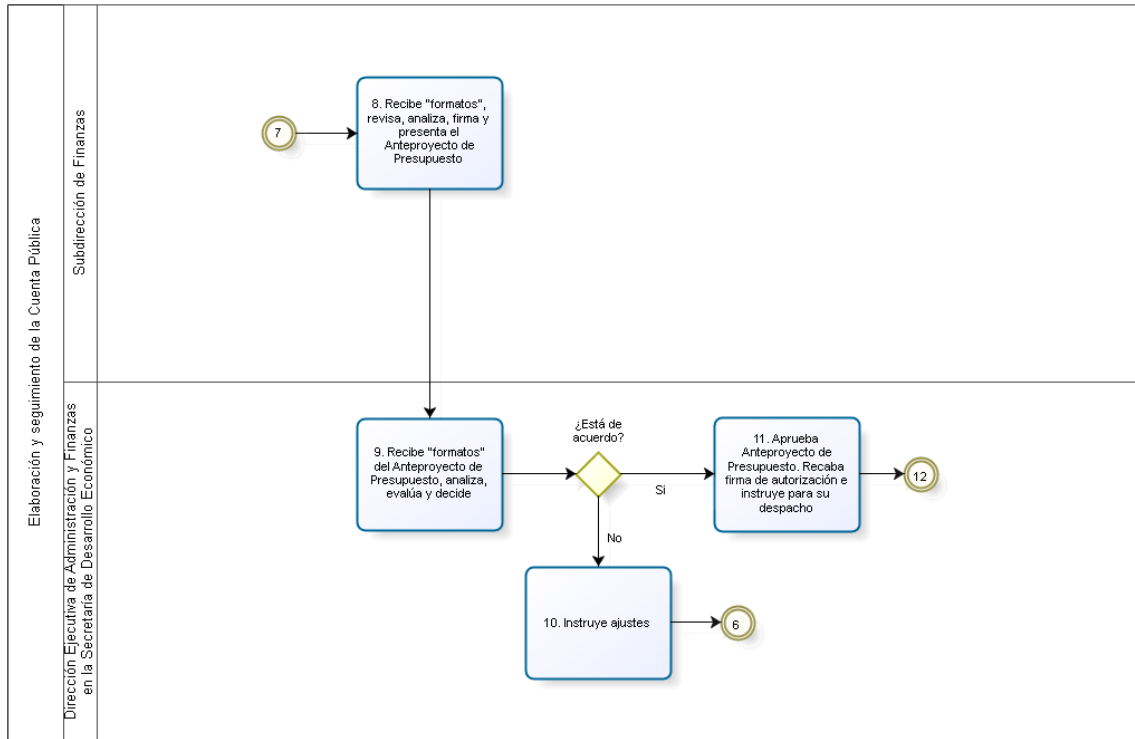 Elaboración y seguimiento de la Cuenta Pública
Subdirección de Finanzas
7
8. Recibe "formatos",
revisa, analiza, firma y
presenta el
Anteproyecto de
Presupuesto
Dirección Ejecutiva de Administración y Finanzas
en la Secretaría de Desarrollo Económico
9. Recibe "formatos"
del Anteproyecto de
Presupuesto, analiza,
evalúa y decide
¿Está de
acuerdo?
Si
11. Aprueba
Anteproyecto de
Presupuesto. Recaba
firma de autorización e
instruye para su
despacho
12
No
10. Instruye ajustes
6